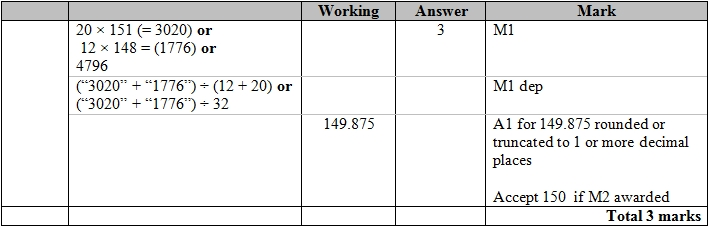 Working Answer Mark
20 × 151 (= 3020) or 3 M1
12 × 148 = (1776) or
4796
(“3020” + “1776”) ÷ (12 + 20) or M1 dep
(“3020” + “1776”) ÷ 32
149.875 A1 for 149.875 rounded or
truncated to 1 or more decimal
places
Accept 150 if M2 awarded
Total 3 marks